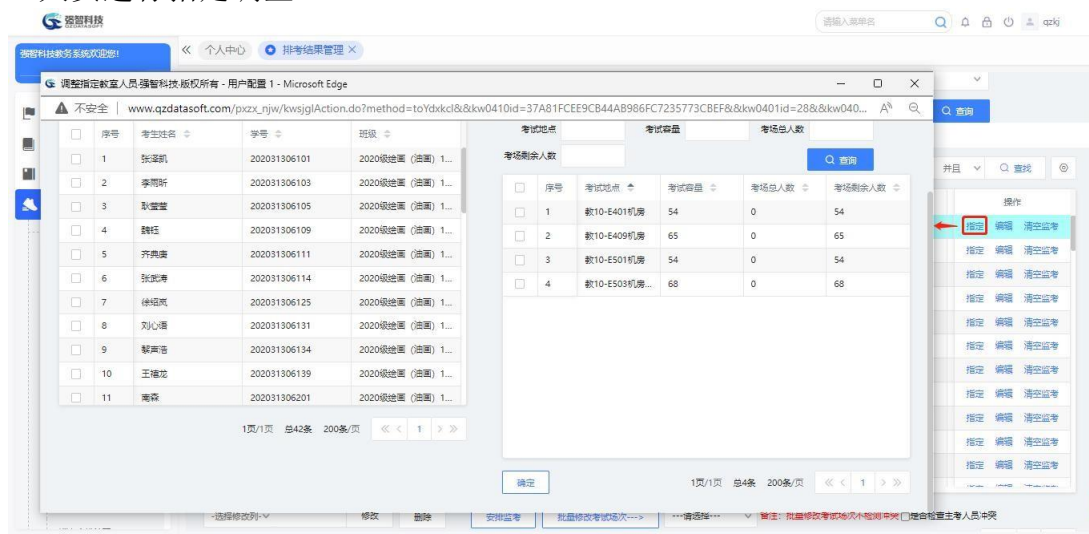 强智科技
QZDATASOFT
请输入菜单名
qzkj
强智科技教务系统欢迎您!
个人中心
排考结果管理
调整指定教室人员-强智科技-版权所有 - 用户配置 1 - Microsoft Edge
不安全 | www.qzdatasoft.com/pxzx_njw/kwsjglAction.do?method=toYdxkcl&&kw0410id=37A81FCEE9CB44AB986FC7235773CBEF&&kw0401id=28&&kw040...
查询
序号 考生姓名 学号 班级
1 张泽凯 202031306101 2020级绘画（油画）1...
2 李雨昕 202031306103 2020级绘画（油画）1...
3 耿莹莹 202031306105 2020级绘画（油画）1...
4 魏钰 202031306109 2020级绘画（油画）1...
5 齐典庚 202031306111 2020级绘画（油画）1...
6 张武涛 202031306114 2020级绘画（油画）1...
7 徐绍岚 202031306125 2020级绘画（油画）1...
8 刘心语 202031306131 2020级绘画（油画）1...
9 黎声浩 202031306134 2020级绘画（油画）1...
10 王禧龙 202031306139 2020级绘画（油画）1...
11 南森 202031306201 2020级绘画（油画）1...
1页/1页 总42条 200条/页 1
考试地点 考试容量 考场总人数
考场剩余人数 查询
序号 考试地点 考试容量 考场总人数 考场剩余人数
1 教10-E401机房 54 0 54
2 教10-E409机房 65 0 65
3 教10-E501机房 54 0 54
4 教10-E503机房... 68 0 68
确定 1页/1页 总4条 200条/页 1
并且 查找
操作
指定 编辑 清空监考
指定 编辑 清空监考
指定 编辑 清空监考
指定 编辑 清空监考
指定 编辑 清空监考
指定 编辑 清空监考
指定 编辑 清空监考
指定 编辑 清空监考
指定 编辑 清空监考
指定 编辑 清空监考
指定 编辑 清空监考
-选择修改列- 修改 删除 安排监考 批量修改考试场次---> ---请选择--- 备注：批量修改考试场次不检测冲突 是否检查主考人员冲突